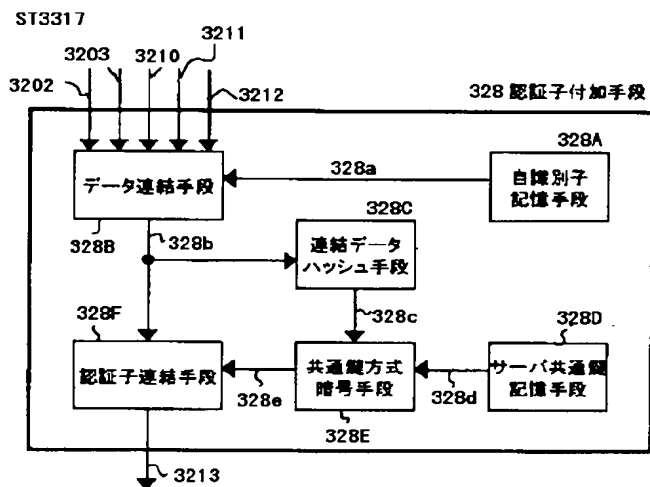 ST3317
3211
3203
3210
3202
3212
328 認証子付加手段
328A
328a
データ連結手段
自識別子
記憶手段
328B
328b
328C
連結データ
ハッシュ手段
328F
328c
328D
認証子連結手段
328e
共通鍵方式
暗号手段
328d
サーバ共通鍵
記憶手段
328E
3213